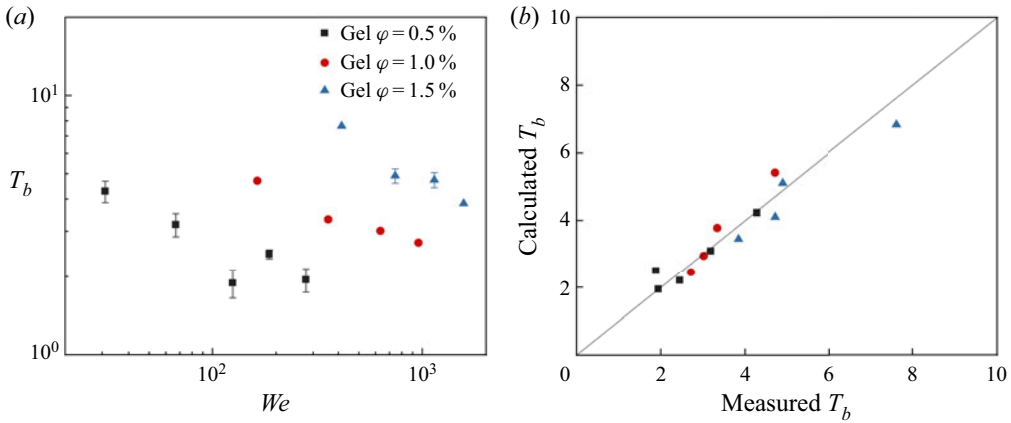 (a)
Gel φ = 0.5 %
Gel φ = 1.0 %
Gel φ = 1.5 %
10¹
T_b
10⁰
10²
10³
We
(b)
10
8
6
4
2
Calculated T_b
0
2
4
6
8
10
Measured T_b